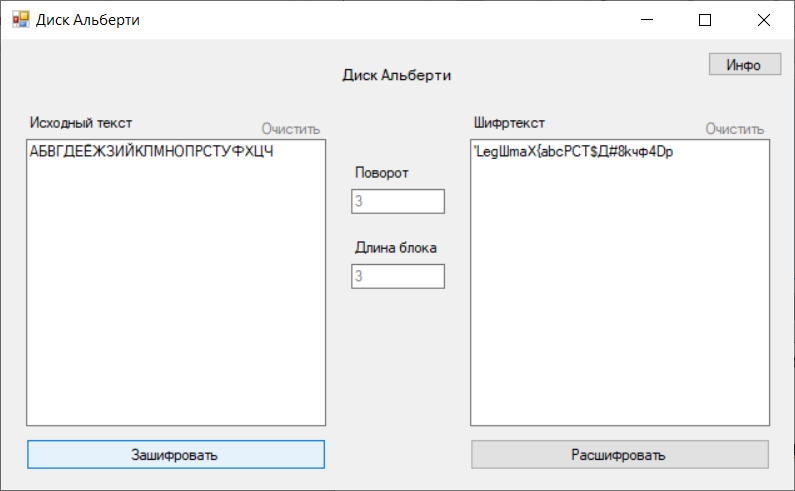 Диск Альберти
Инфо
Диск Альберти
Исходный текст
Очистить
Шифртекст
Очистить
АБВГДЕЁЖЗИЙКЛМНОПРСТУФХЦЧ
'LegШmaX{abcPCT$Д#8kчф4Dp
Поворот
3
Длина блока
3
Зашифровать
Расшифровать